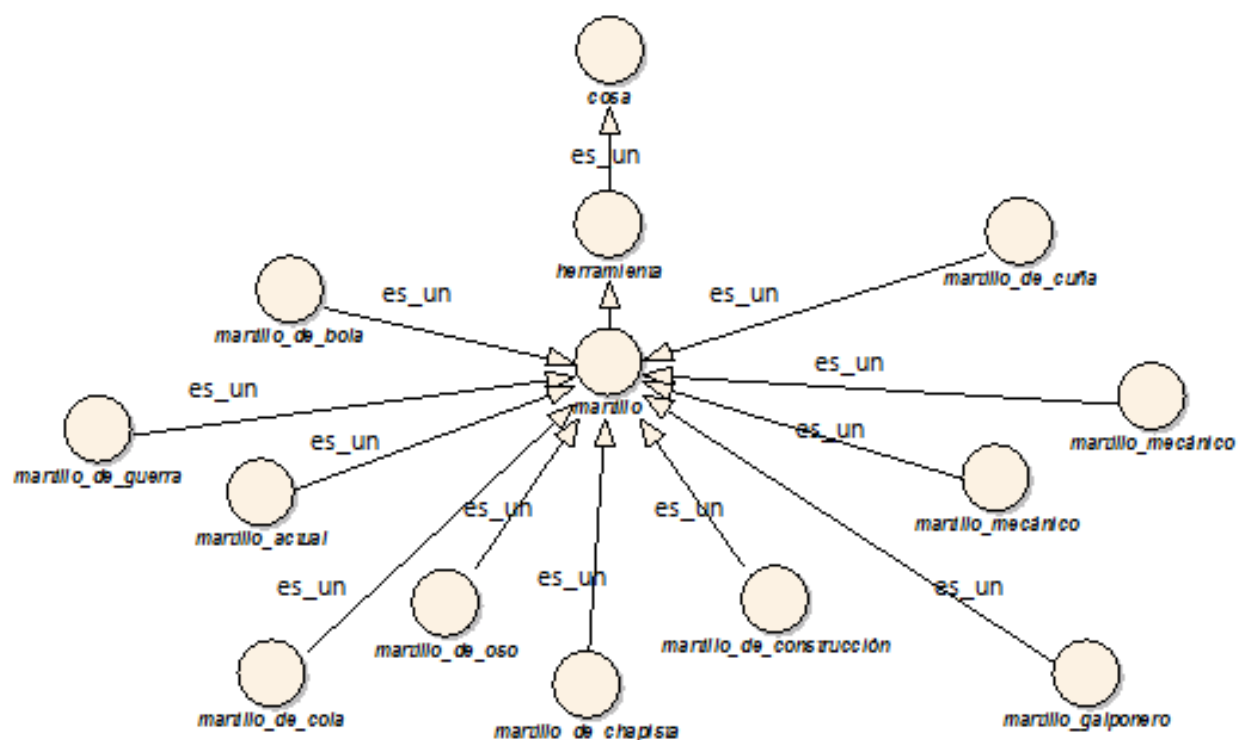 cosa
es_un
herramienta
martillo_de_cuña
es_un
es_un
martillo_de_bola
es_un
martillo
es_un
martillo_mecánico
martillo_de_guerra
es_un
es_un
martillo_actual
martillo_mecánico
es_un
es_un
es_un
es_un
es_un
martillo_de_oso
martillo_de_construcción
martillo_de_cola
martillo_de_chapista
martillo_galponero